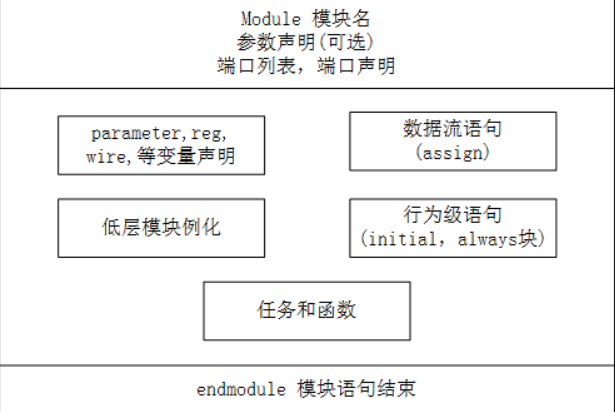 Module 模块名
参数声明(可选)
端口列表，端口声明
parameter,reg,
wire,等变量声明
数据流语句
(assign)
低层模块例化
行为级语句
(initial，always块)
任务和函数
endmodule 模块语句结束